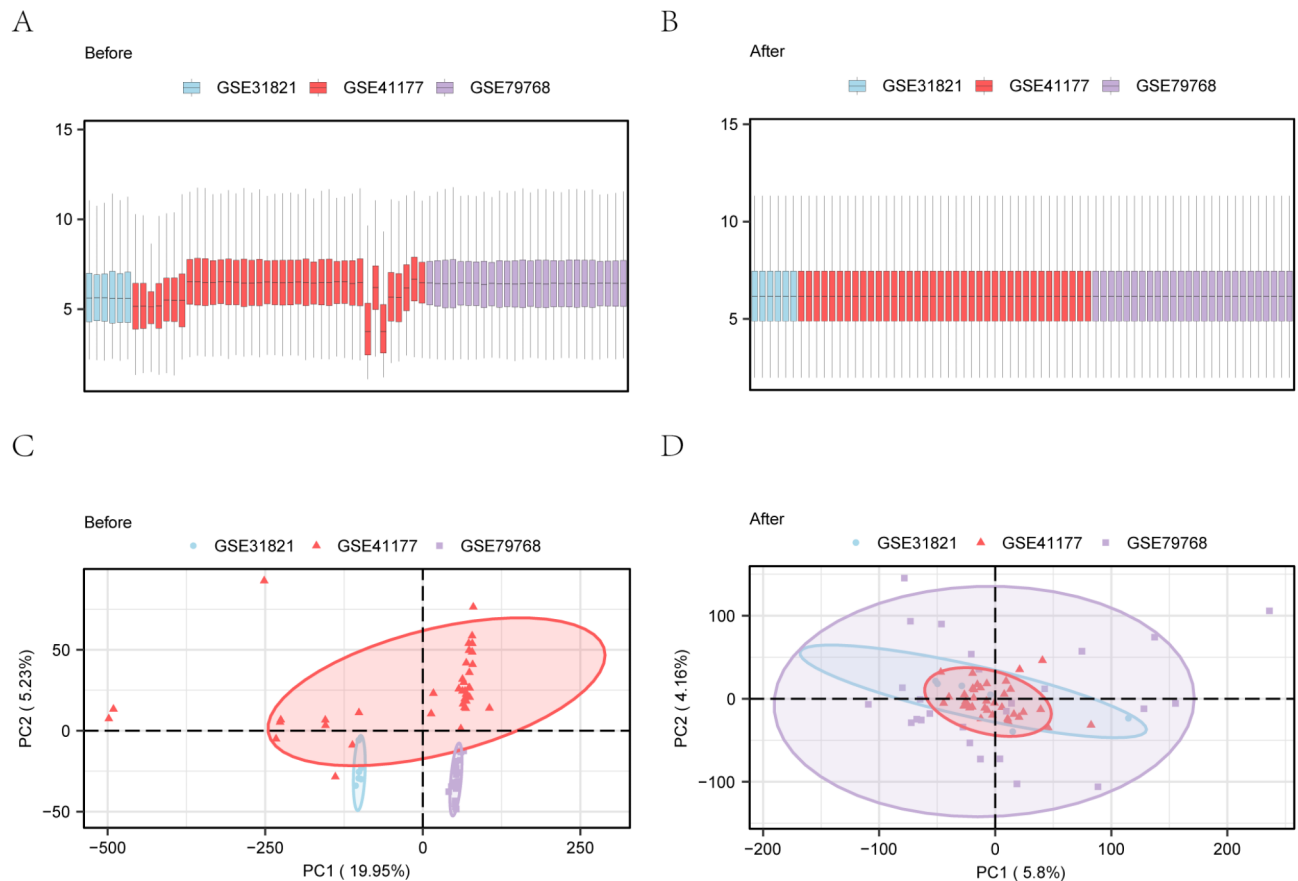 A
Before
GSE31821 GSE41177 GSE79768
15
10
5
B
After
GSE31821 GSE41177 GSE79768
15
10
5
C
Before
GSE31821 GSE41177 GSE79768
PC2 ( 5.23%)
50
0
−50
−500 −250 0 250
PC1 ( 19.95%)
D
After
GSE31821 GSE41177 GSE79768
PC2 ( 4.16%)
100
0
−100
−200 −100 0 100 200
PC1 ( 5.8%)